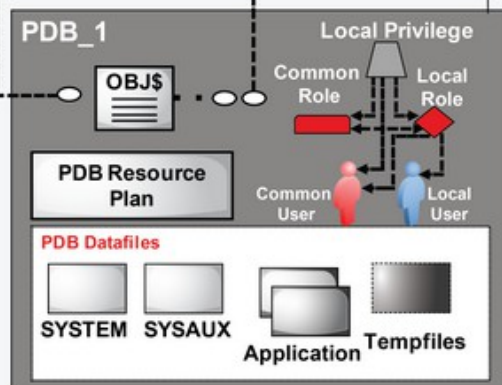 PDB_1
Local Privilege
OBJ$
Common
Role
Local
Role
PDB Resource
Plan
Common
User
Local
User
PDB Datafiles
SYSTEM
SYSAUX
Application
Tempfiles